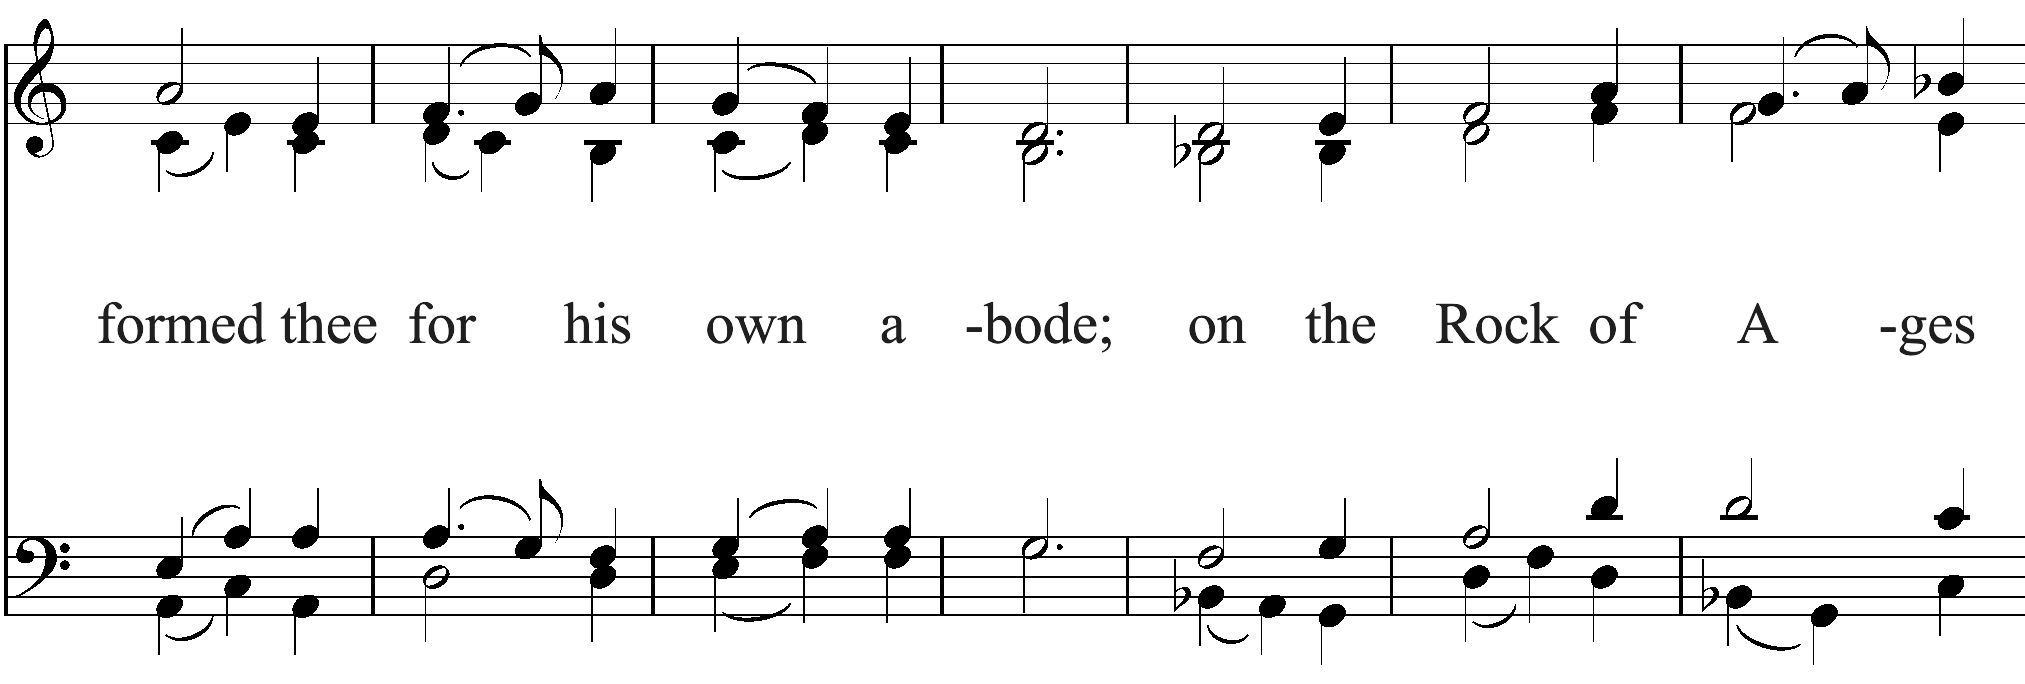 formed thee for his own a -bode; on the Rock of A -ges